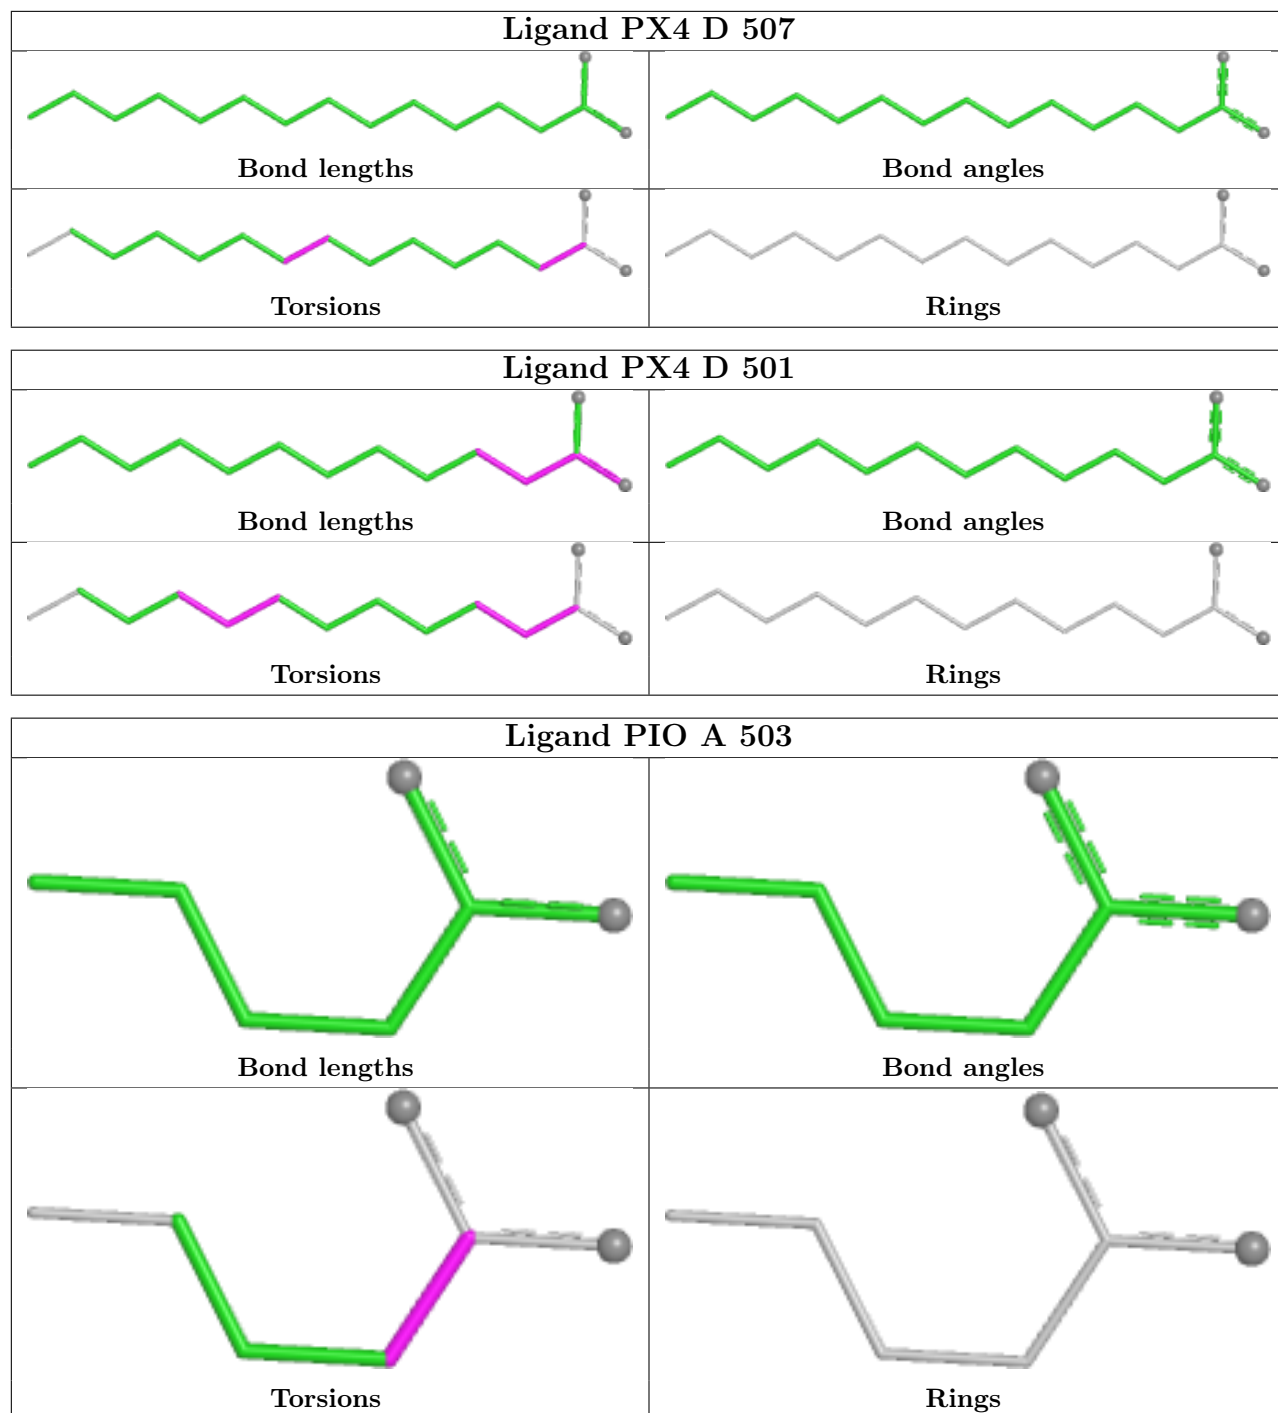 Ligand PX4 D 507
Bond lengths
Bond angles
Torsions
Rings
Ligand PX4 D 501
Bond lengths
Bond angles
Torsions
Rings
Ligand PIO A 503
Bond lengths
Bond angles
Torsions
Rings